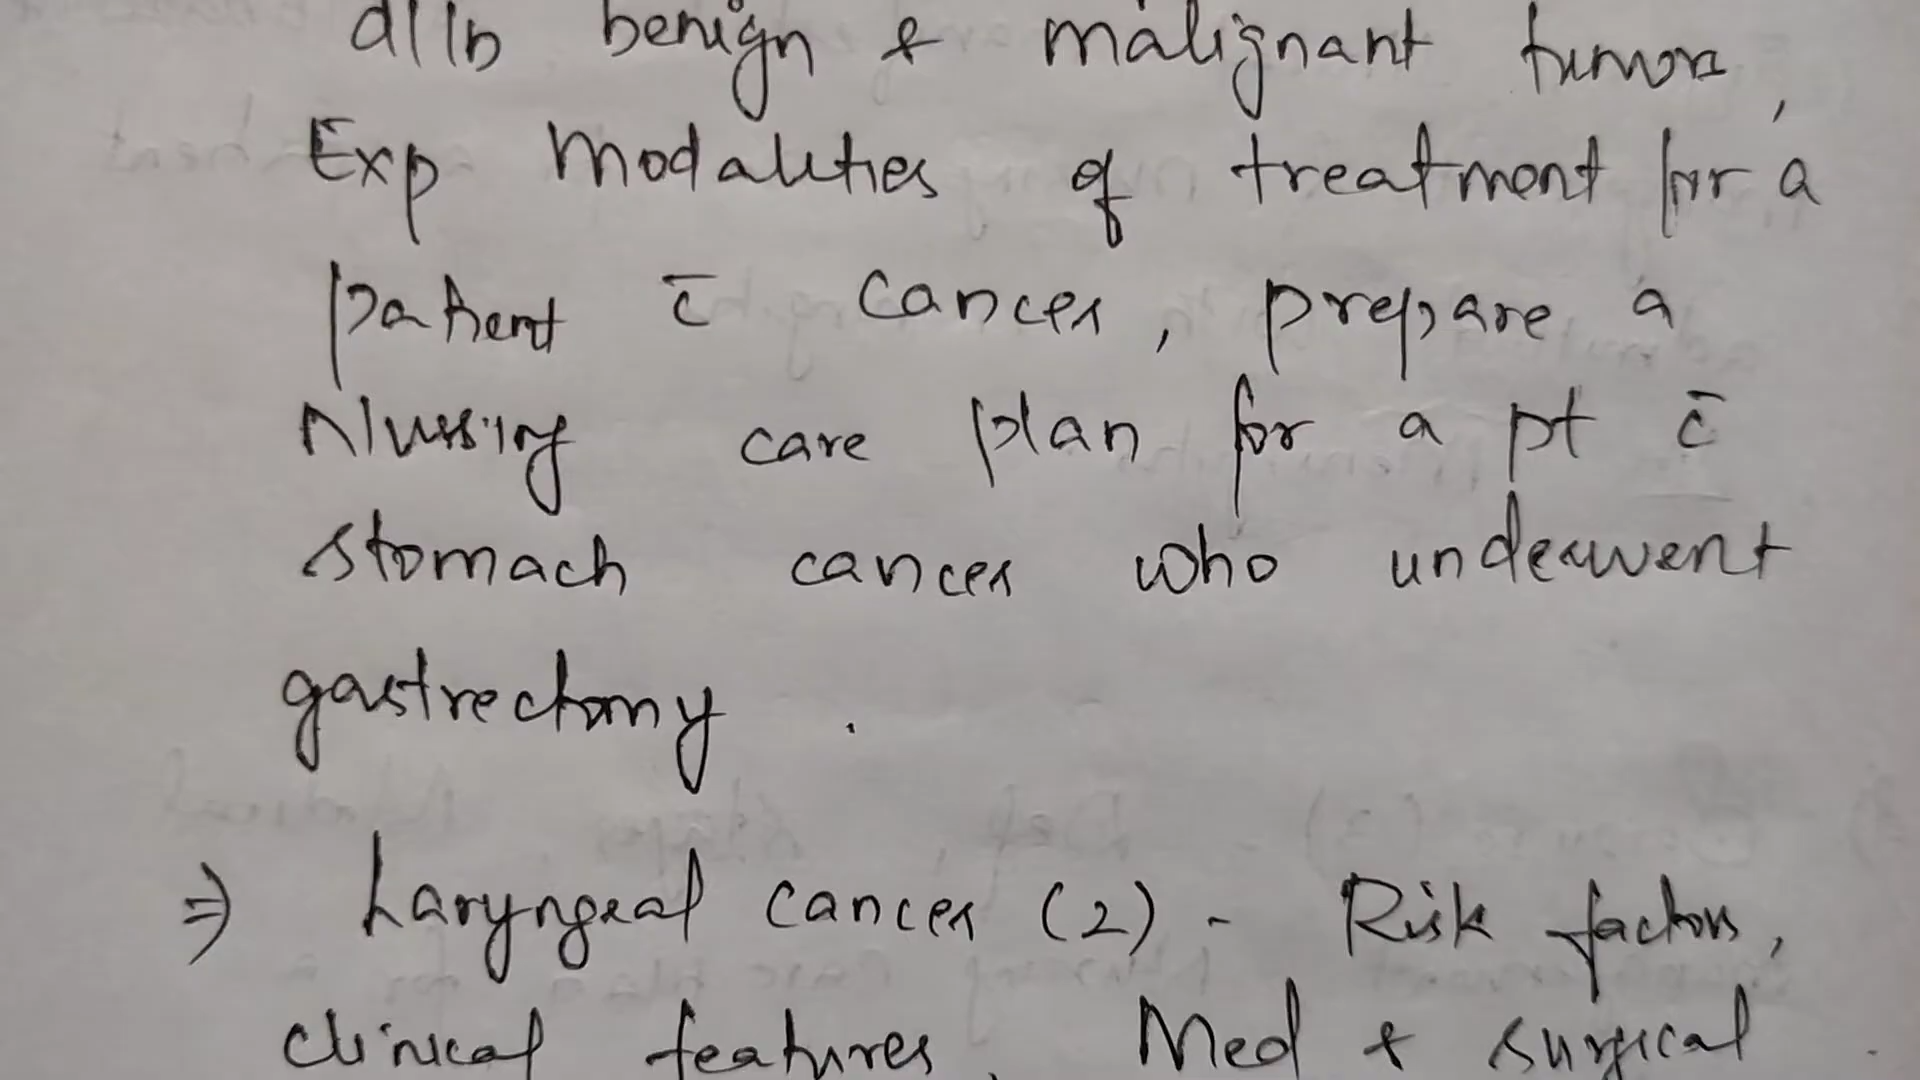 d/b benign & malignant tumors,
Exp modalities of treatment for a
patient c̄ cancer, prepare a
Nursing care plan for a pt c̄
stomach cancer who underwent
gastrectomy.
⇒ Laryngeal cancer (2) - Risk factors,
clinical features, Med & surgical